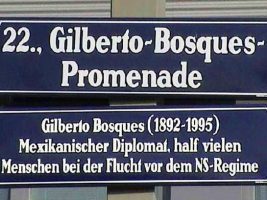 22., Gilberto-Bosques-
Promenade
Gilberto Bosques (1892-1995)
Mexikanischer Diplomat, half vielen
Menschen bei der Flucht vor dem NS-Regime